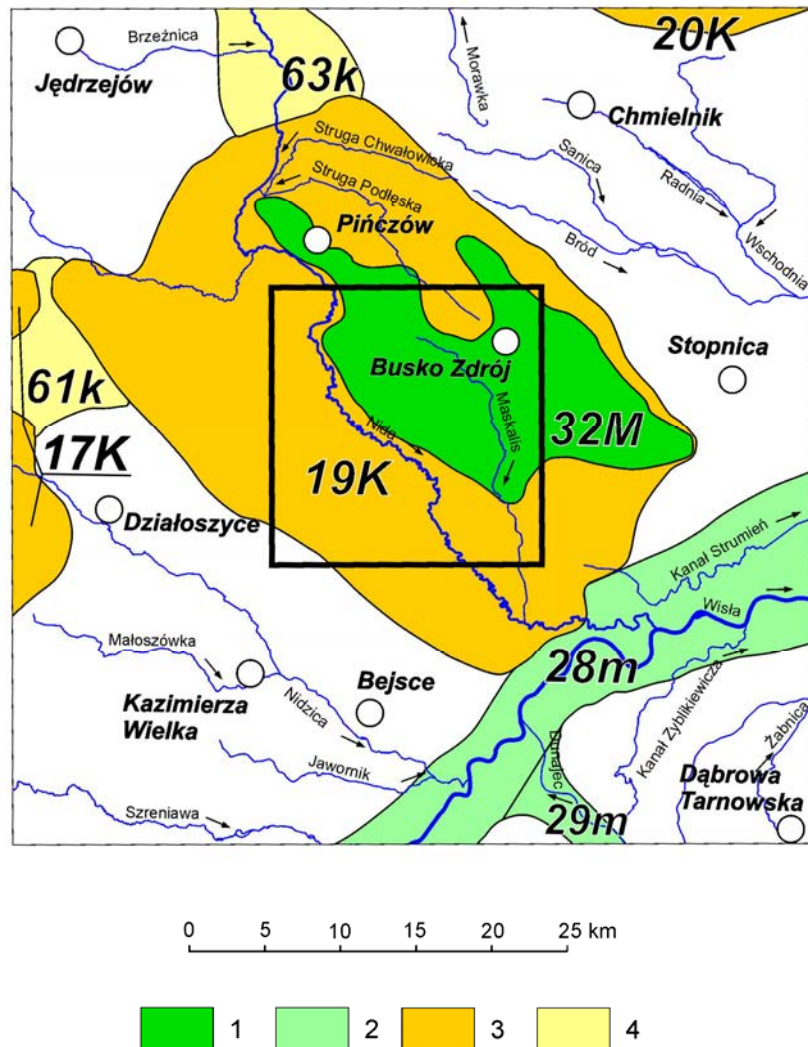 Brzeźnica
Jędrzejów
63k
20K
Morawka
Chmielnik
Struga Chwałowicka
Struga Podłęska
Sanica
Radnia
Wschodnia
Pińczów
Bród
Stopnica
Busko Zdrój
61k
17K
Maskalis
Nida
32M
19K
Działoszyce
Kanał Strumień
Wisła
Małoszówka
28m
Bejsce
Kazimierza
Wielka
Nidzica
Kanał Zyblikiewicza
Żabnica
Jawornik
Dunajec
Dąbrowa
Tarnowska
Szreniawa
29m
0 5 10 15 20 25 km
1 2 3 4